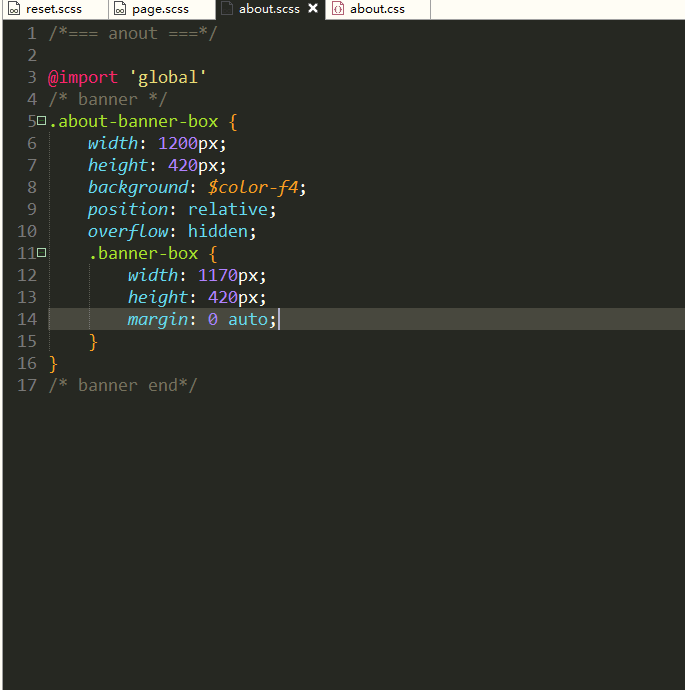 reset.scss page.scss about.scss about.css
1 /*=== anout ===*/
2
3 @import 'global'
4 /* banner */
5 .about-banner-box {
6 width: 1200px;
7 height: 420px;
8 background: $color-f4;
9 position: relative;
10 overflow: hidden;
11 .banner-box {
12 width: 1170px;
13 height: 420px;
14 margin: 0 auto;
15 }
16 }
17 /* banner end*/